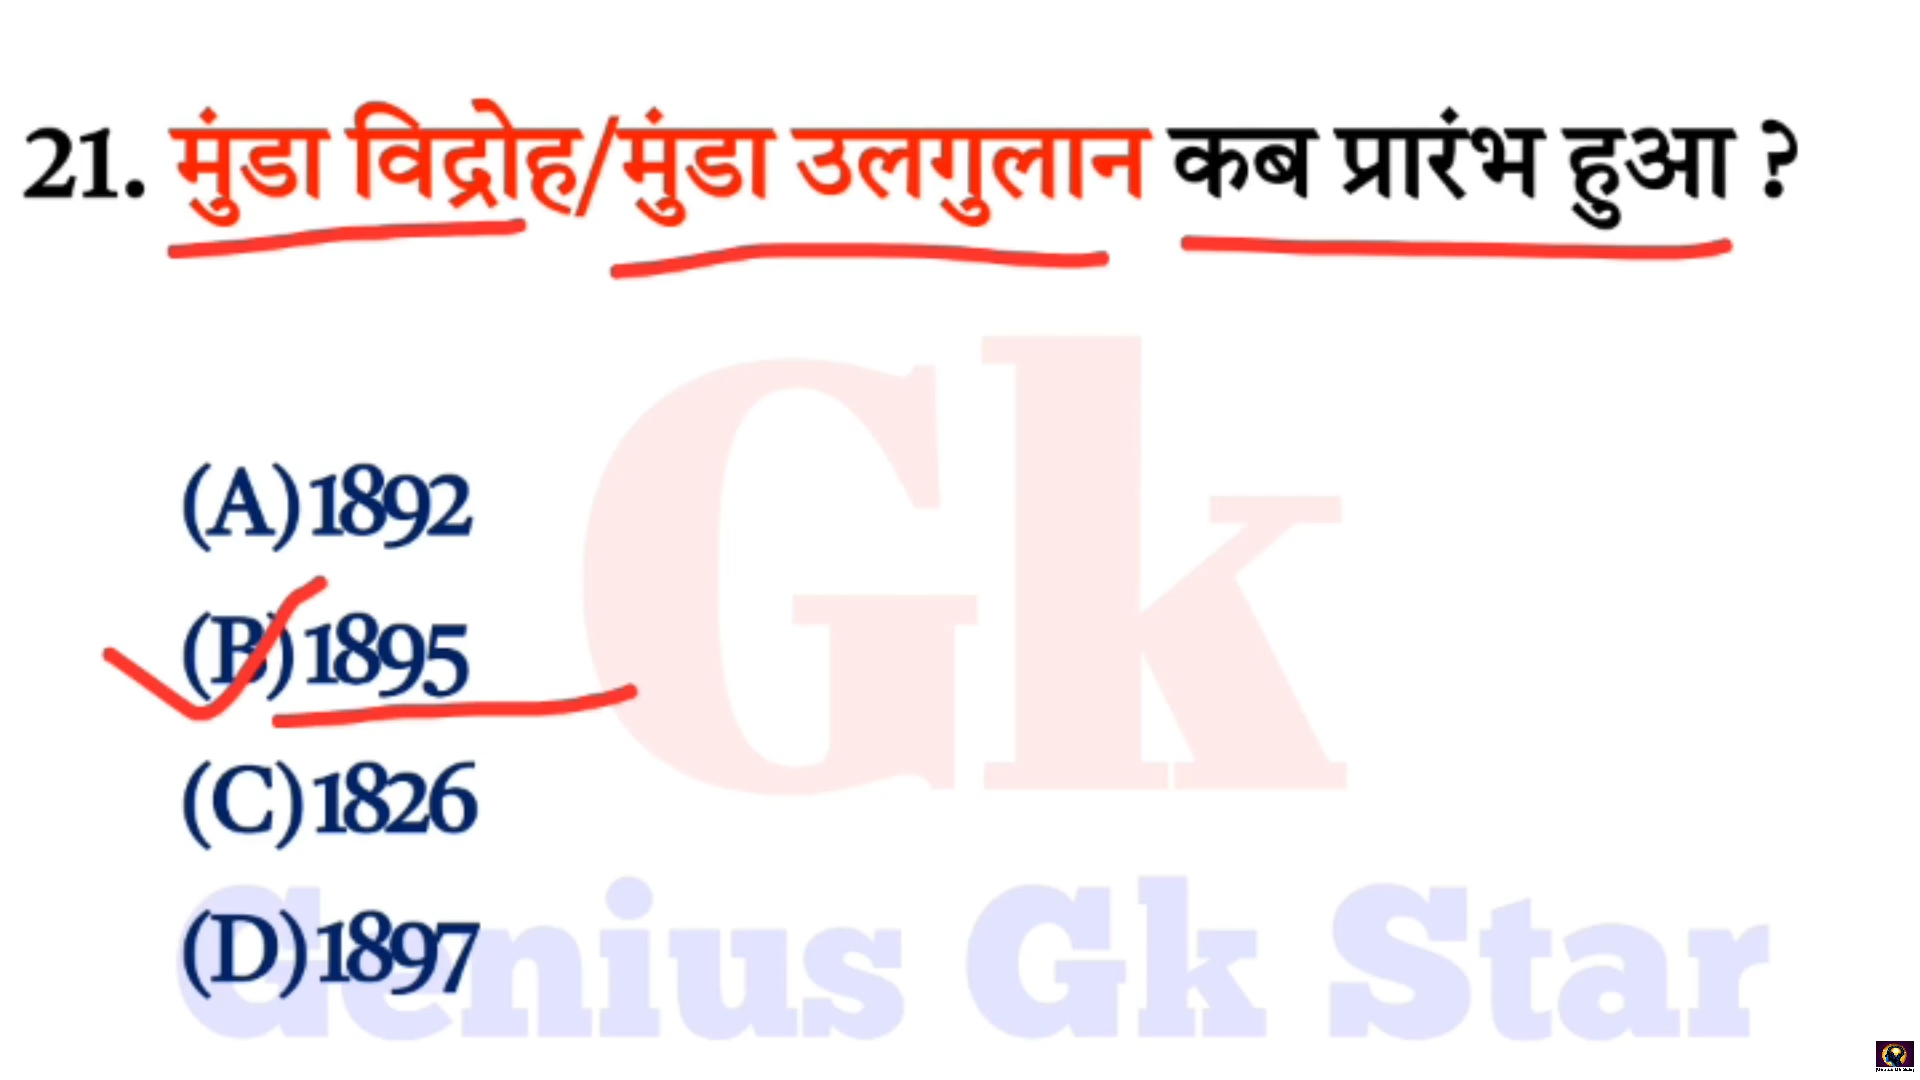 21. मुंडा विद्रोह/मुंडा उलगुलान कब प्रारंभ हुआ ?
Gk
(A) 1892
(B) 1895
(C) 1826
(D) 1897
Genius Gk Star